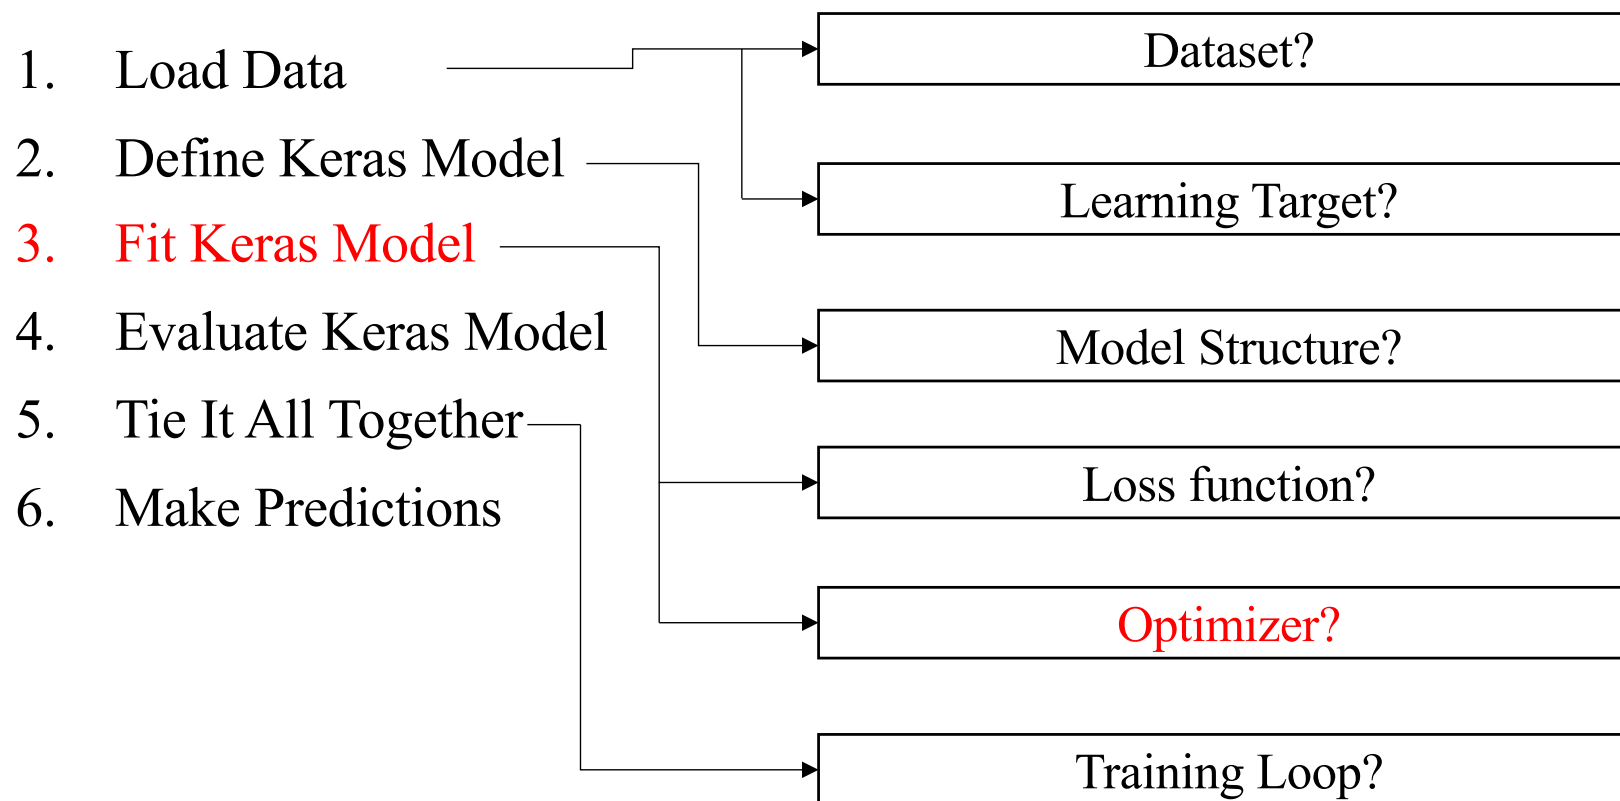 1. Load Data
2. Define Keras Model
3. Fit Keras Model
4. Evaluate Keras Model
5. Tie It All Together
6. Make Predictions
Dataset?
Learning Target?
Model Structure?
Loss function?
Optimizer?
Training Loop?